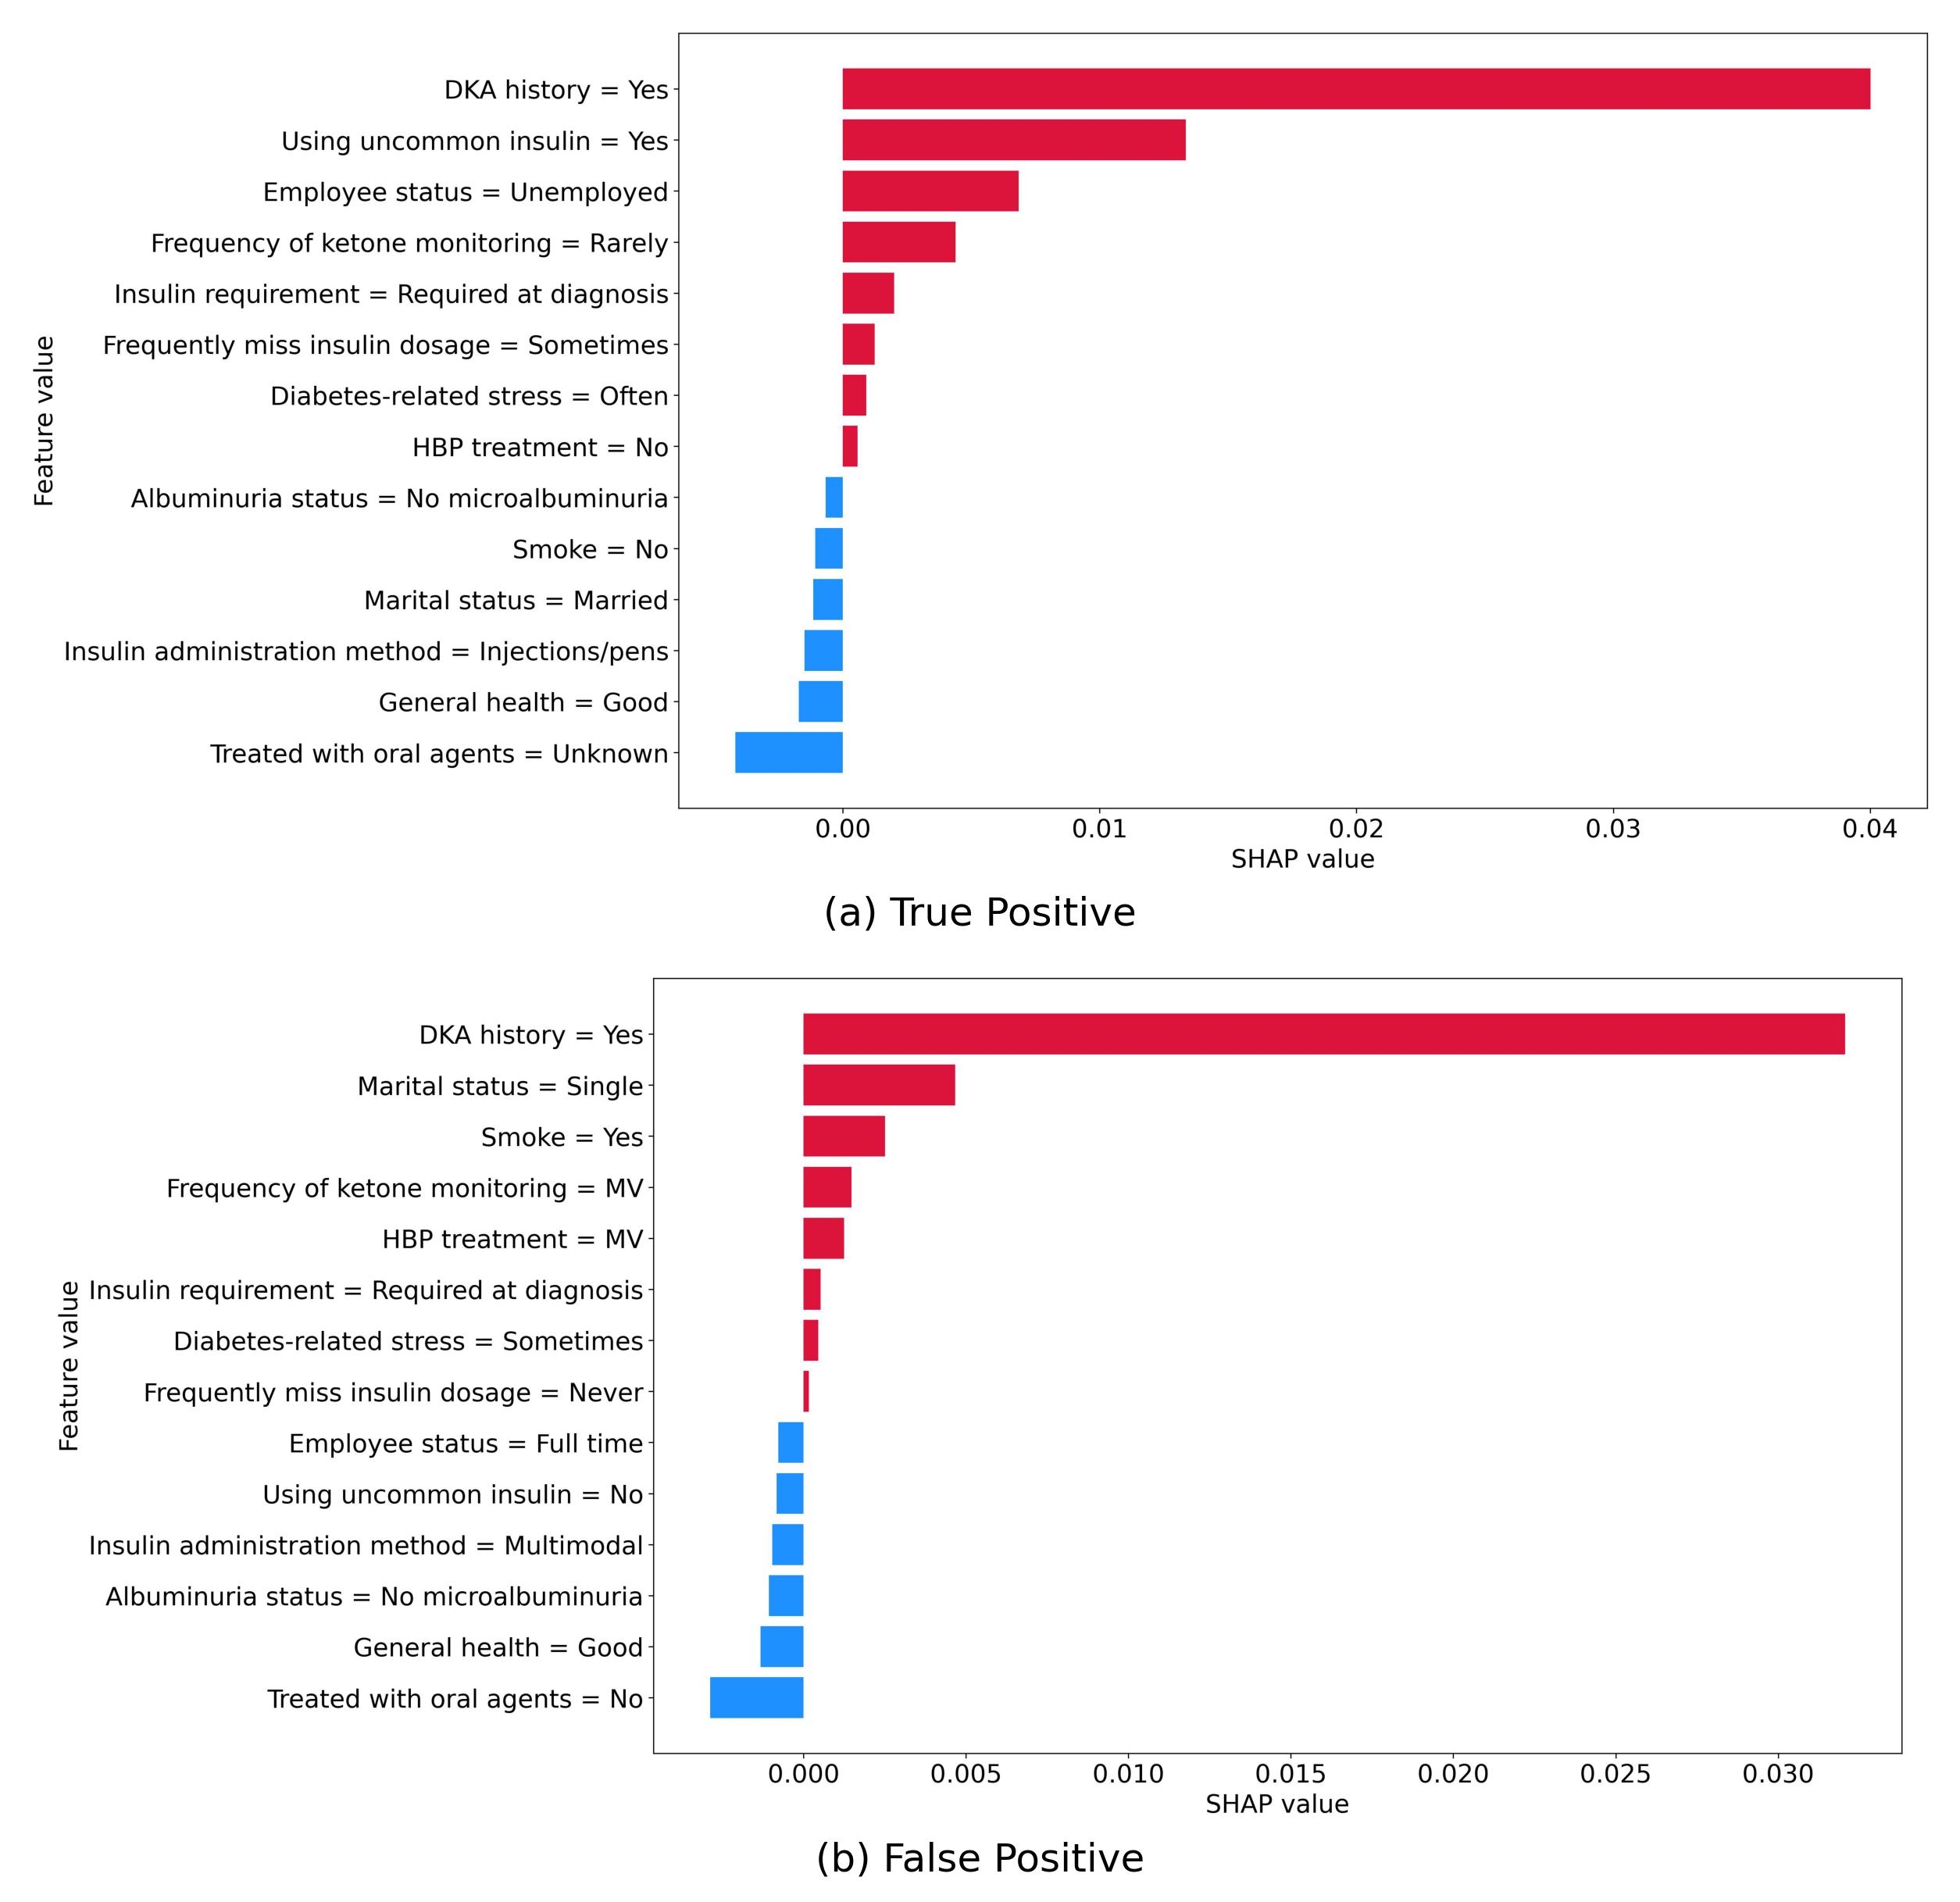 DKA history = Yes
Using uncommon insulin = Yes
Employee status = Unemployed
Frequency of ketone monitoring = Rarely
Insulin requirement = Required at diagnosis
Frequently miss insulin dosage = Sometimes
Diabetes-related stress = Often
HBP treatment = No
Albuminuria status = No microalbuminuria
Smoke = No
Marital status = Married
Insulin administration method = Injections/pens
General health = Good
Treated with oral agents = Unknown
Feature value
0.00 0.01 0.02 0.03 0.04
SHAP value
(a) True Positive
DKA history = Yes
Marital status = Single
Smoke = Yes
Frequency of ketone monitoring = MV
HBP treatment = MV
Insulin requirement = Required at diagnosis
Diabetes-related stress = Sometimes
Frequently miss insulin dosage = Never
Employee status = Full time
Using uncommon insulin = No
Insulin administration method = Multimodal
Albuminuria status = No microalbuminuria
General health = Good
Treated with oral agents = No
Feature value
0.000 0.005 0.010 0.015 0.020 0.025 0.030
SHAP value
(b) False Positive